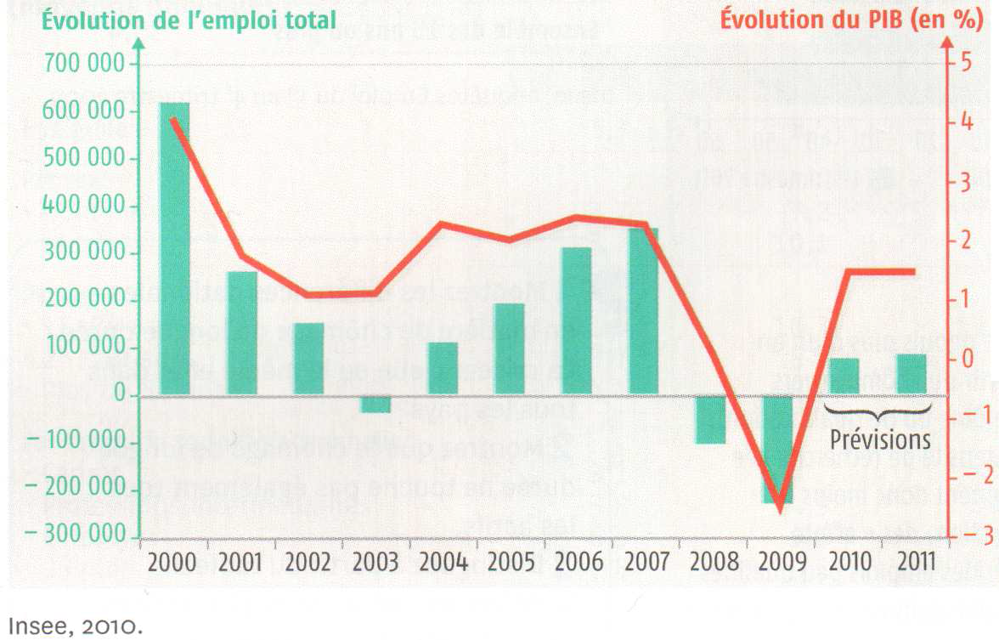 Évolution de l'emploi total
Évolution du PIB (en %)
700 000
600 000
500 000
400 000
300 000
200 000
100 000
0
– 100 000
– 200 000
– 300 000
5
4
3
2
1
0
– 1
– 2
– 3
Prévisions
2000 2001 2002 2003 2004 2005 2006 2007 2008 2009 2010 2011
Insee, 2010.